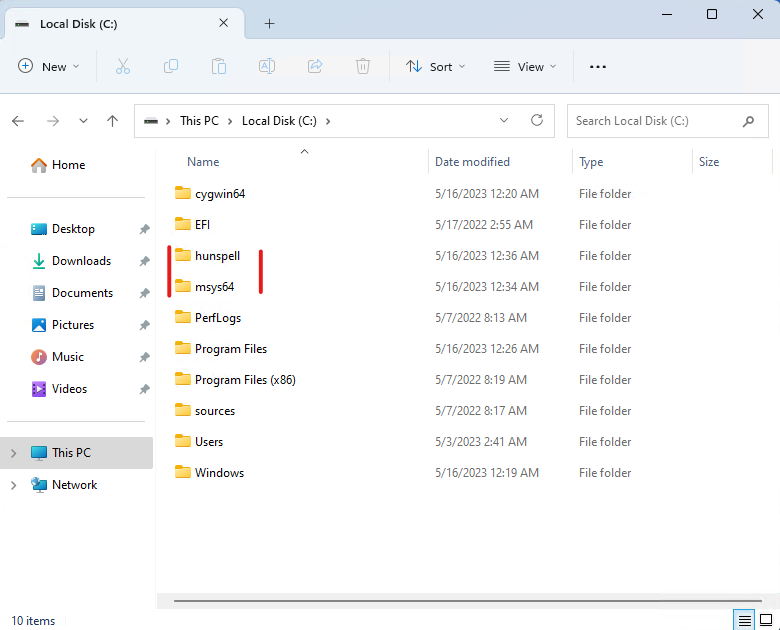 Local Disk (C:)
New Sort View
This PC Local Disk (C:) Search Local Disk (C:)
Home
Desktop
Downloads
Documents
Pictures
Music
Videos
This PC
Network
Name Date modified Type Size
cygwin64 5/16/2023 12:20 AM File folder
EFI 5/17/2022 2:55 AM File folder
hunspell 5/16/2023 12:36 AM File folder
msys64 5/16/2023 12:34 AM File folder
PerfLogs 5/7/2022 8:13 AM File folder
Program Files 5/16/2023 12:26 AM File folder
Program Files (x86) 5/7/2022 8:19 AM File folder
sources 5/7/2022 8:17 AM File folder
Users 5/3/2023 2:41 AM File folder
Windows 5/16/2023 12:19 AM File folder
10 items